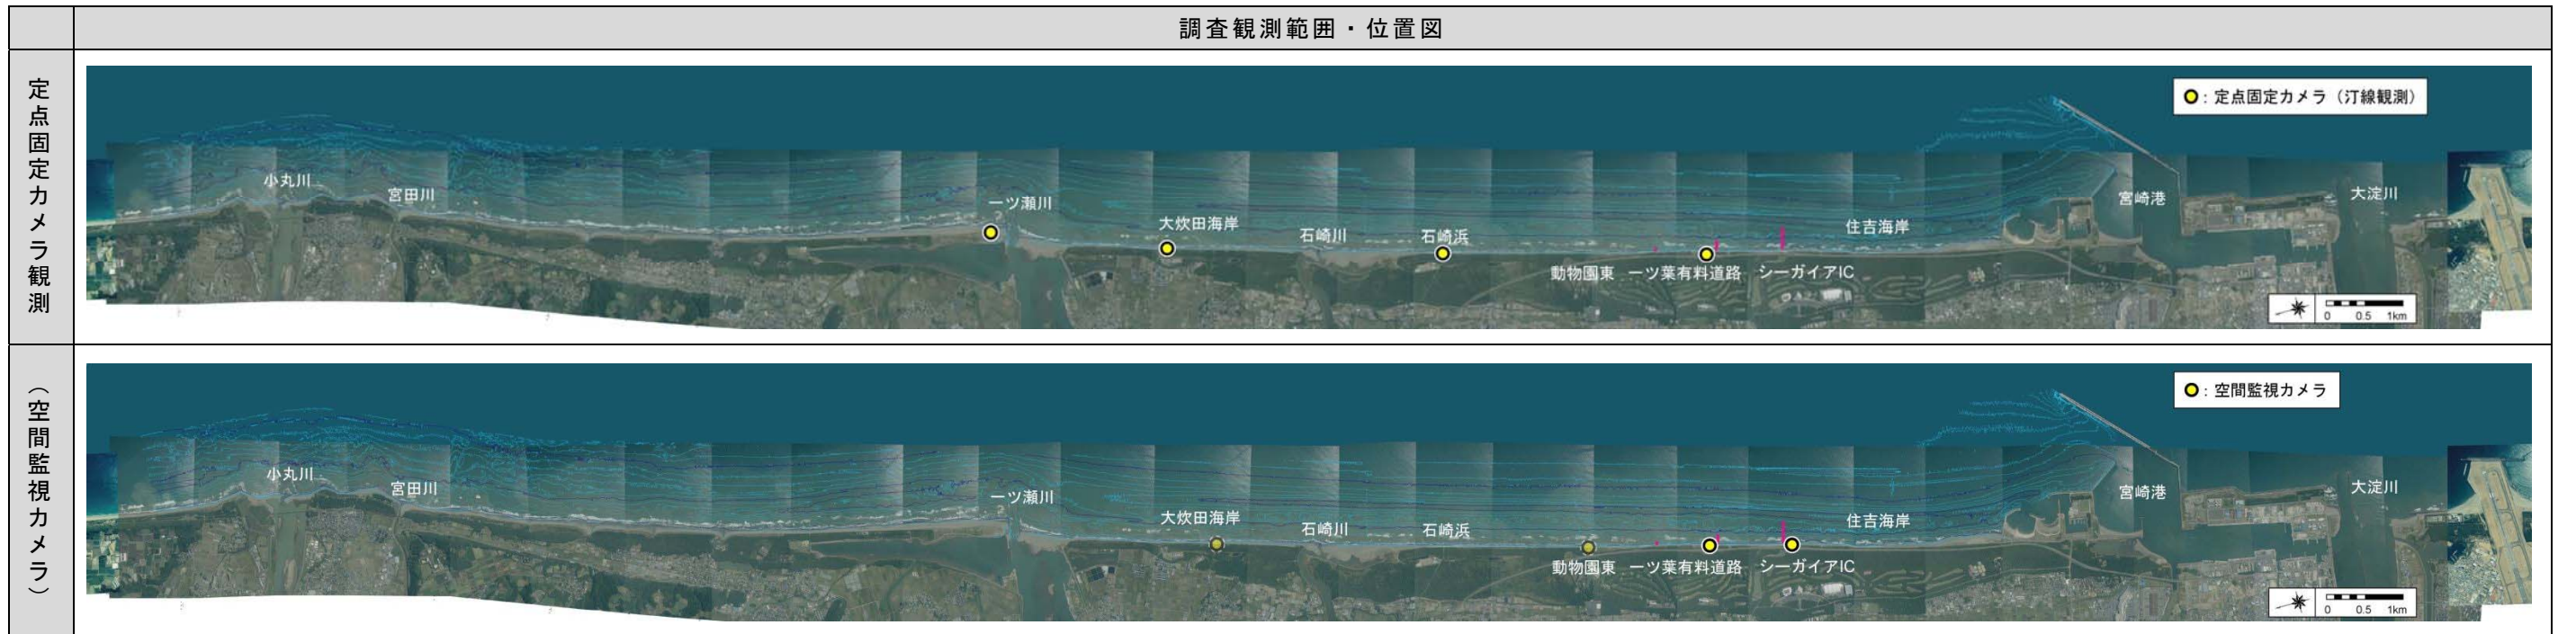 調査観測範囲・位置図
定点固定カメラ観測
：定点固定カメラ（汀線観測）
小丸川
宮田川
一ツ瀬川
大炊田海岸
石崎川
石崎浜
動物園東
一ツ葉有料道路
シーガイアIC
住吉海岸
宮崎港
大淀川
0 0.5 1km
（空間監視カメラ）
：空間監視カメラ
小丸川
宮田川
一ツ瀬川
大炊田海岸
石崎川
石崎浜
動物園東
一ツ葉有料道路
シーガイアIC
住吉海岸
宮崎港
大淀川
0 0.5 1km